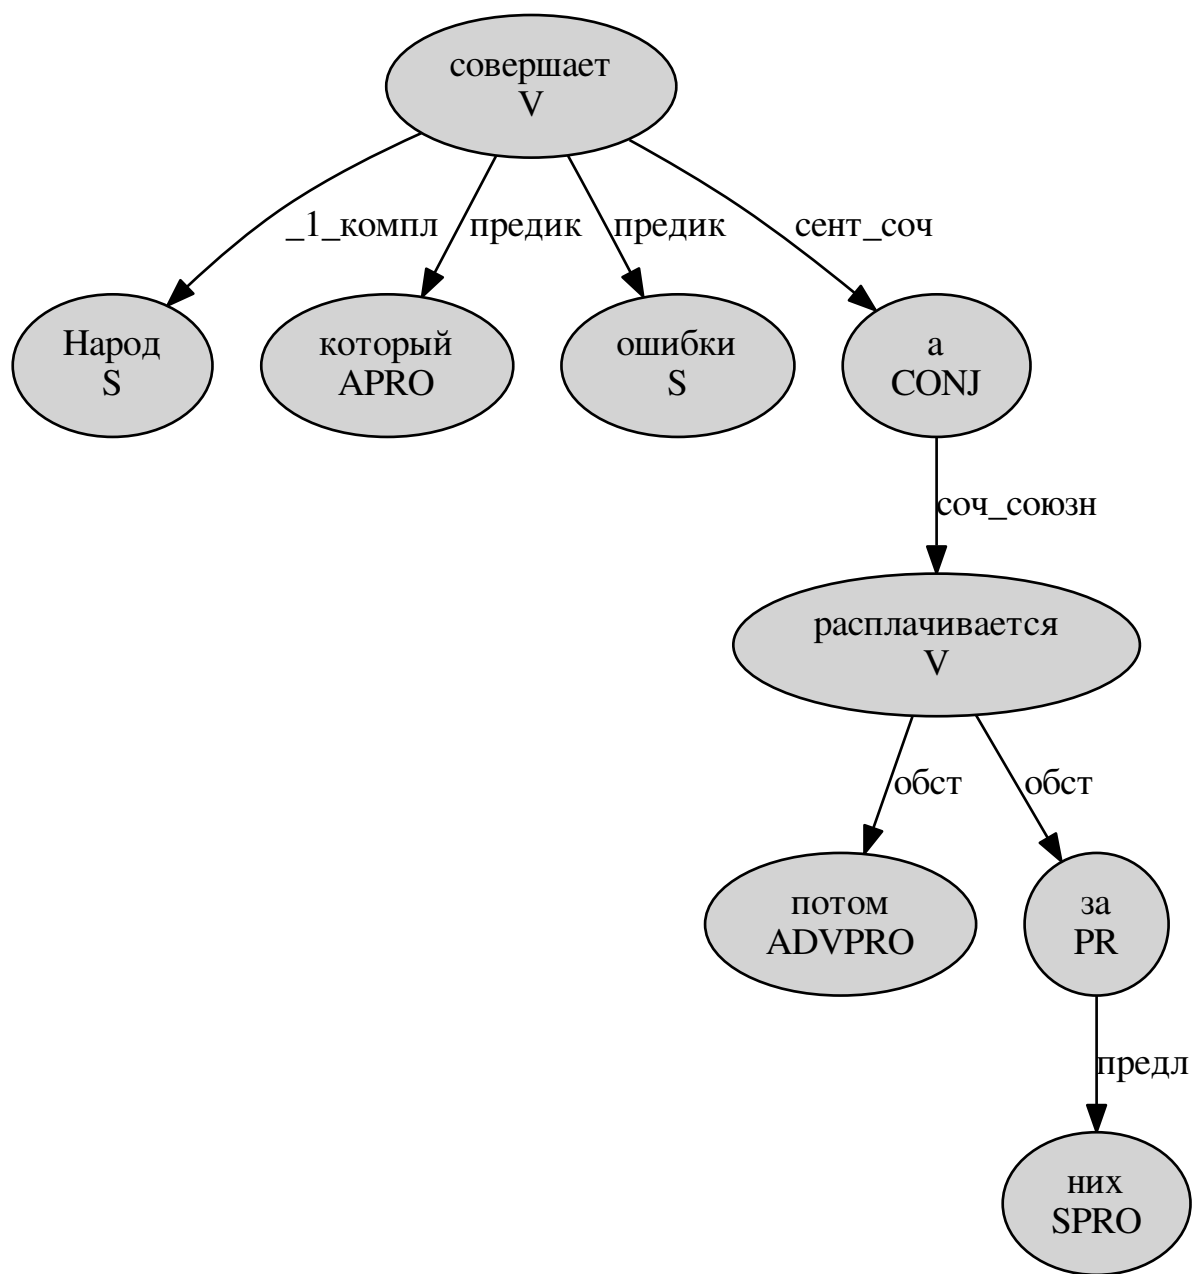 совершает
V
_1_компл
предик
предик
сент_соч
Народ
S
который
APRO
ошибки
S
а
CONJ
соч_союзн
расплачивается
V
обст
обст
потом
ADVPRO
за
PR
предл
них
SPRO